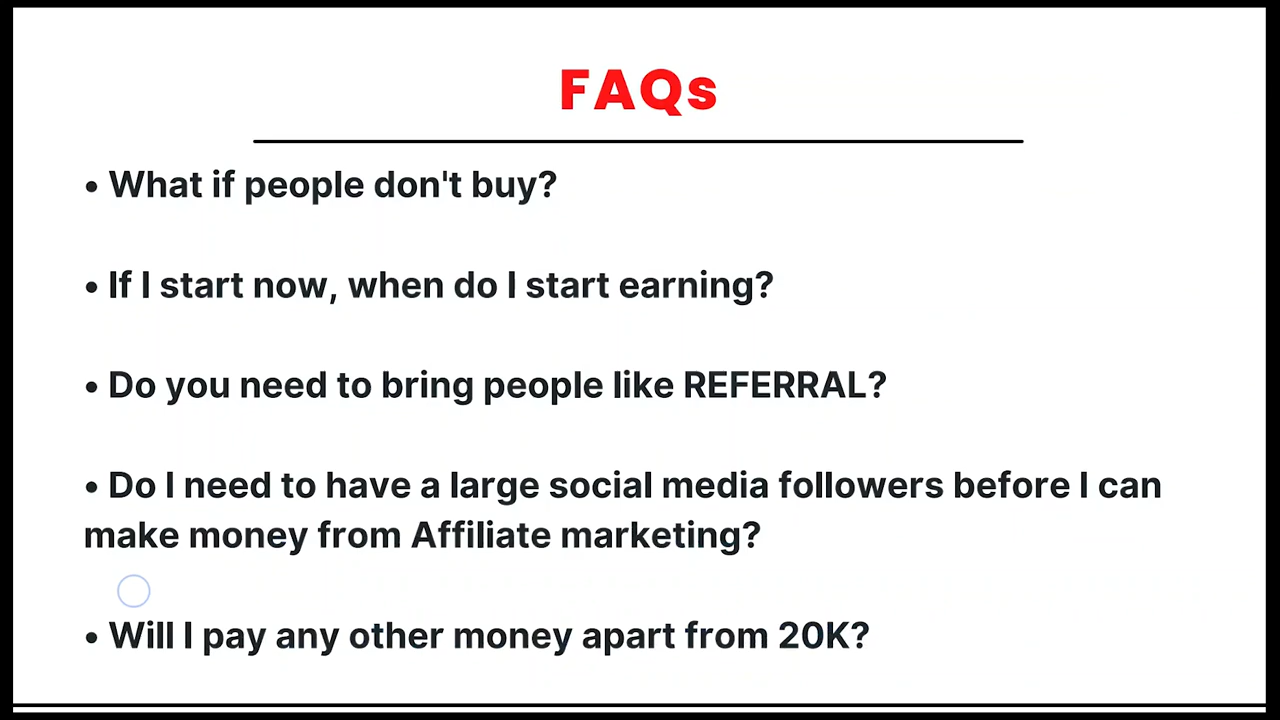 FAQs
• What if people don't buy?
• If I start now, when do I start earning?
• Do you need to bring people like REFERRAL?
• Do I need to have a large social media followers before I can
make money from Affiliate marketing?
• Will I pay any other money apart from 20K?